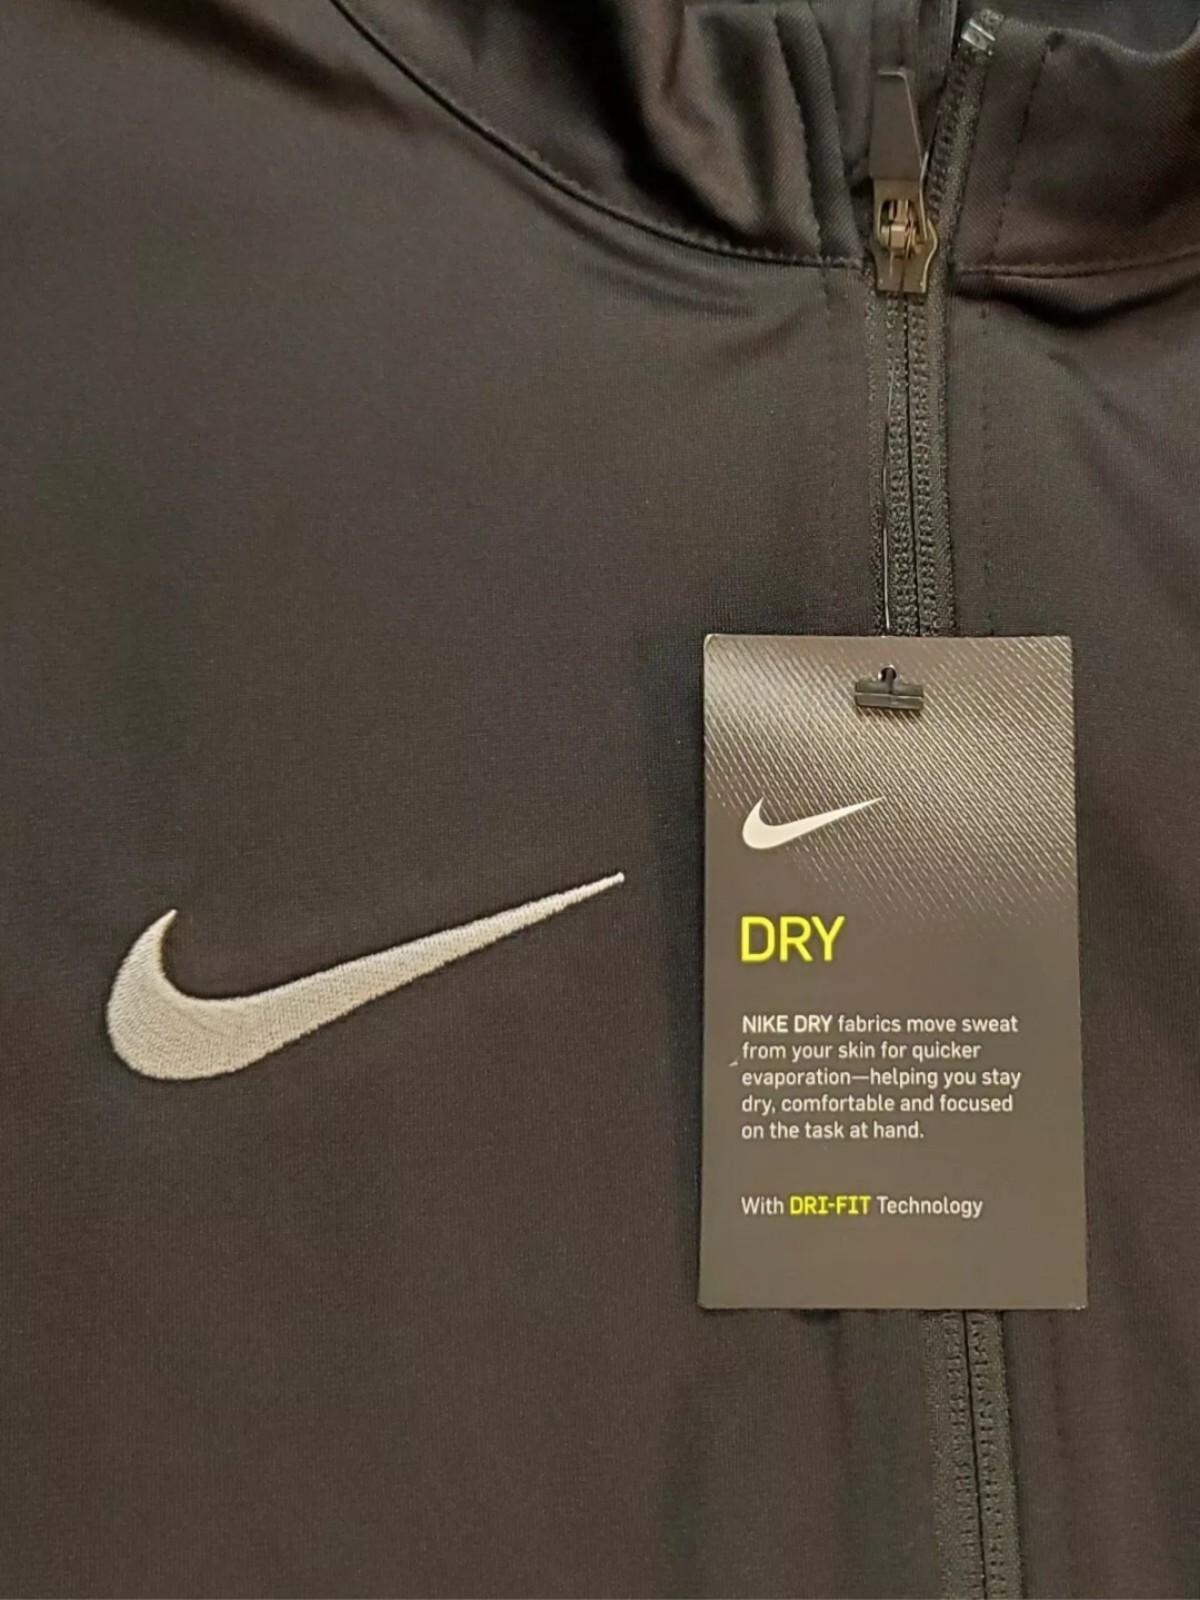 DRY
NIKE DRY fabrics move sweat
from your skin for quicker
evaporation—helping you stay
dry, comfortable and focused
on the task at hand.
With DRI-FIT Technology